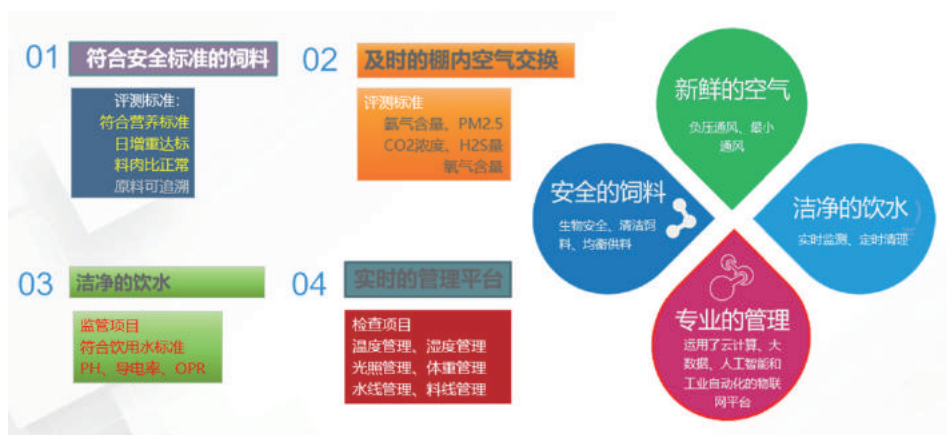 01 符合安全标准的饲料
评测标准:
符合营养标准
日增重达标
料肉比正常
原料可追溯
02 及时的棚内空气交换
评测标准
氨气含量、PM2.5
CO2浓度、H2S量
氧气含量
03 洁净的饮水
监管项目
符合饮用水标准
PH、导电率、OPR
04 实时的管理平台
检查项目
温度管理、湿度管理
光照管理、体重管理
水线管理、料线管理
新鲜的空气
负压通风、最小
通风
安全的饲料
生物安全、清洁饲
料、均衡供料
洁净的饮水
实时监测、定时清理
专业的管理
运用了云计算、大
数据、人工智能和
工业自动化的物联
网平台